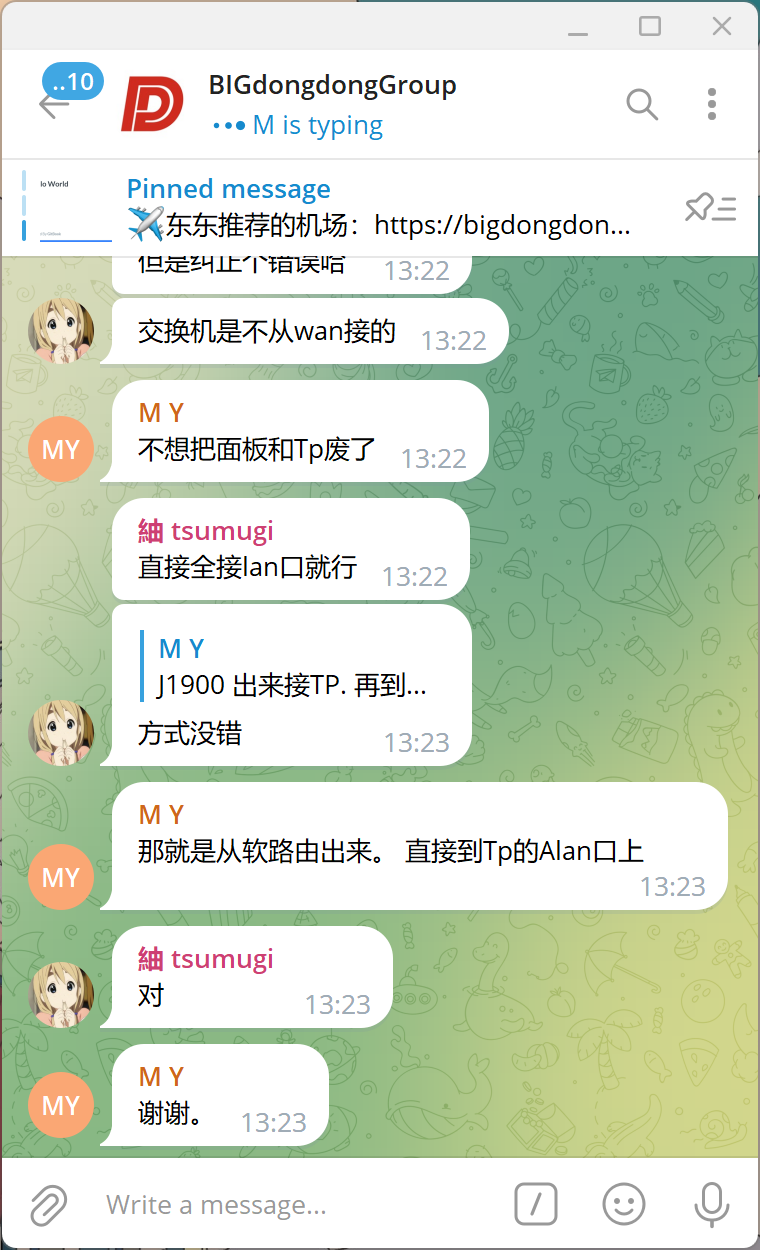 ..10
BIGdongdongGroup
M is typing
lo World
Pinned message
✈️东东推荐的机场：https://bigdongdon...
但是纠正个错误哈
13:22
交换机是不从wan接的
13:22
M Y
MY
不想把面板和Tp废了
13:22
紬 tsumugi
直接全接lan口就行
13:22
M Y
J1900 出来接TP. 再到...
方式没错
13:23
M Y
那就是从软路由出来。 直接到Tp的Alan口上
MY
13:23
紬 tsumugi
对
13:23
M Y
MY
谢谢。
13:23
Write a message...